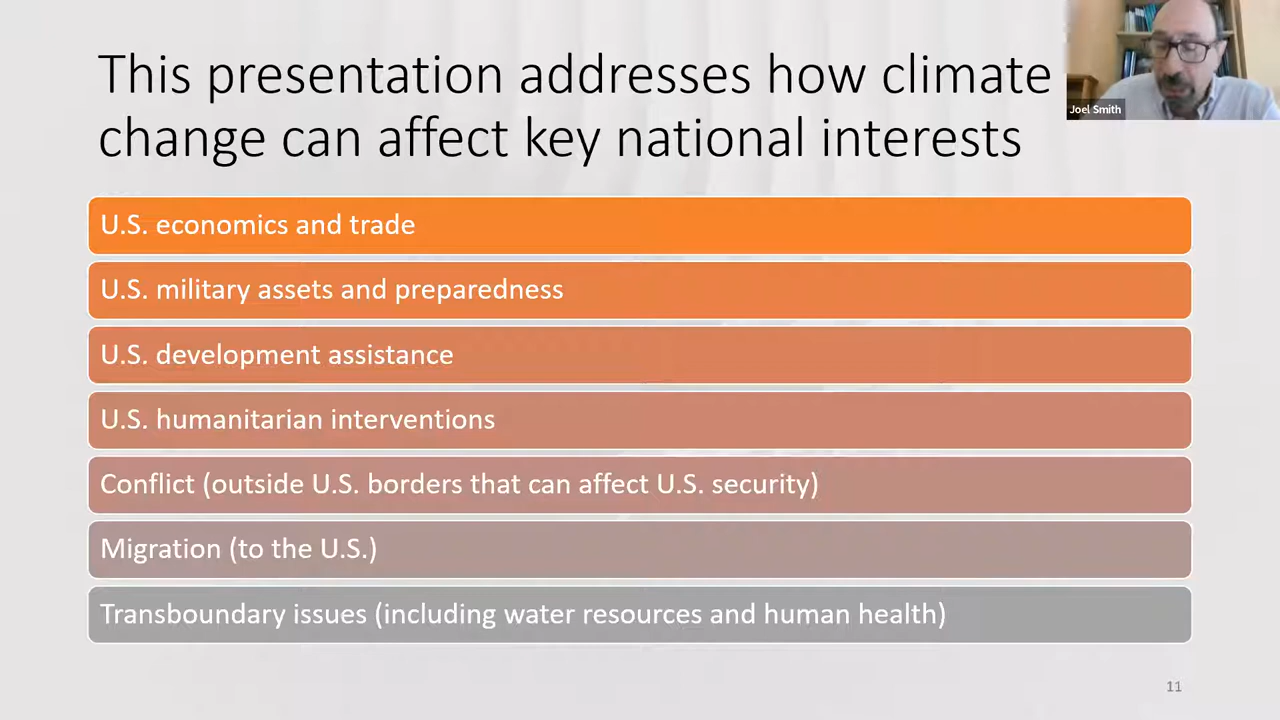 This presentation addresses how climate
change can affect key national interests
Joel Smith
U.S. economics and trade
U.S. military assets and preparedness
U.S. development assistance
U.S. humanitarian interventions
Conflict (outside U.S. borders that can affect U.S. security)
Migration (to the U.S.)
Transboundary issues (including water resources and human health)
11